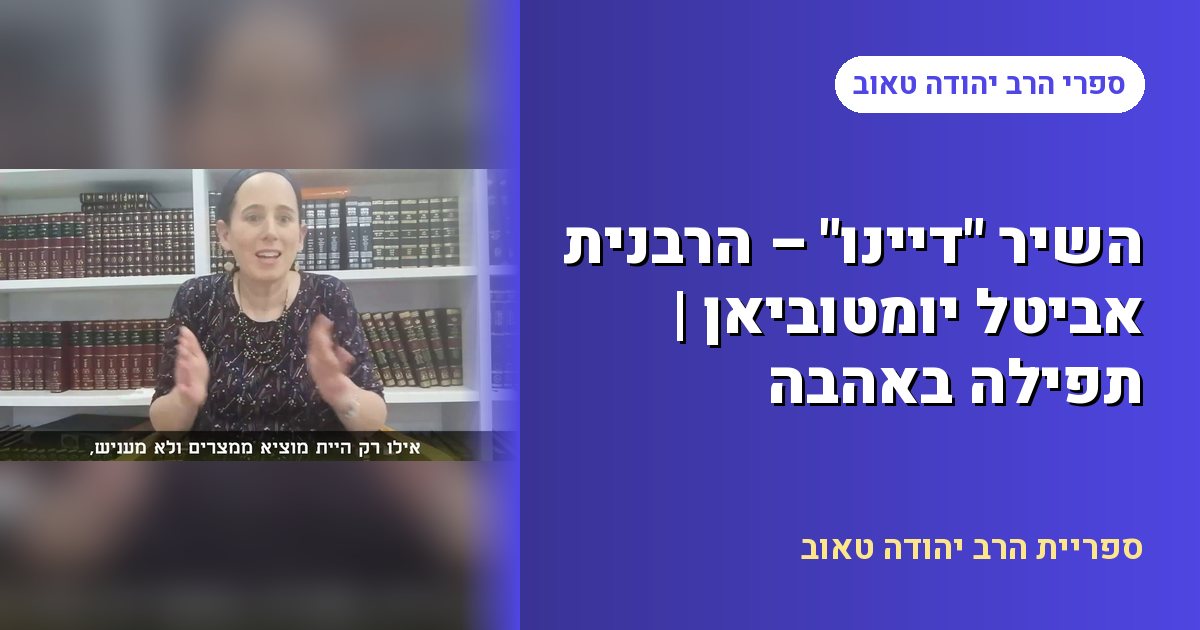 ספרי הרב יהודה טאוב
השיר "דיינו" – הרבנית
אביטל יומטוביאן |
תפילה באהבה
אילו רק היית מוציא ממצרים ולא מעניש,
ספריית הרב יהודה טאוב